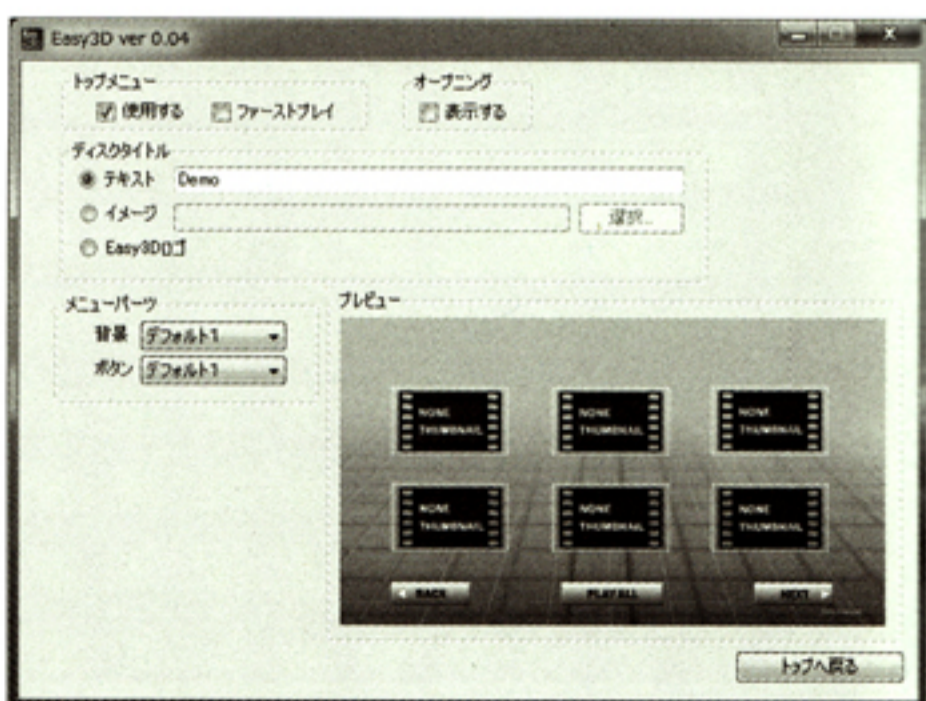 Easy3D ver 0.04
トップメニュー
使用する ファーストプレイ
オープニング
表示する
ディスクタイトル
テキスト Demo
イメージ 選択...
Easy3Dロゴ
メニューパーツ
背景 デフォルト1
ボタン デフォルト1
プレビュー
NONE THUMBNAIL
NONE THUMBNAIL
NONE THUMBNAIL
NONE THUMBNAIL
NONE THUMBNAIL
NONE THUMBNAIL
BACK PLAY ALL NEXT
トップへ戻る